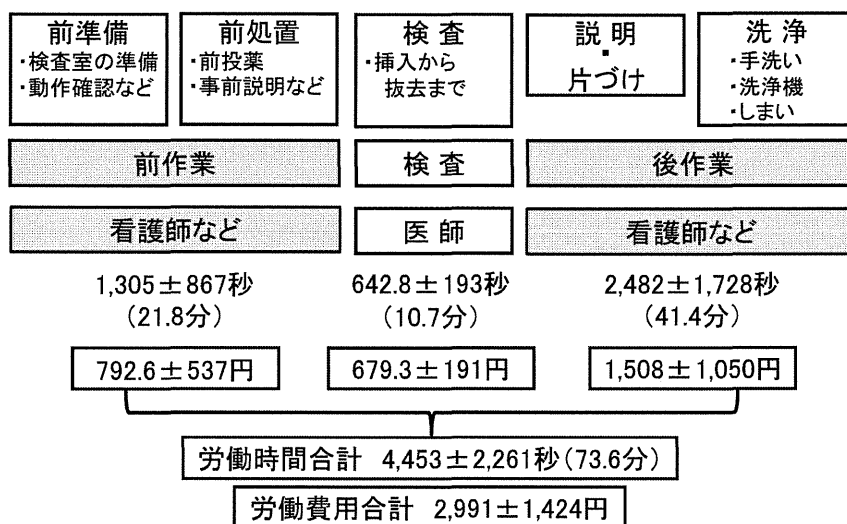 前準備
・検査室の準備
・動作確認など
前処置
・前投薬
・事前説明など
検査
・挿入から
抜去まで
説明
・
片づけ
洗浄
・手洗い
・洗浄機
・しまい
前作業
検査
後作業
看護師など
医師
看護師など
1,305±867秒
(21.8分)
642.8±193秒
(10.7分)
2,482±1,728秒
(41.4分)
792.6±537円
679.3±191円
1,508±1,050円
労働時間合計 4,453±2,261秒(73.6分)
労働費用合計 2,991±1,424円